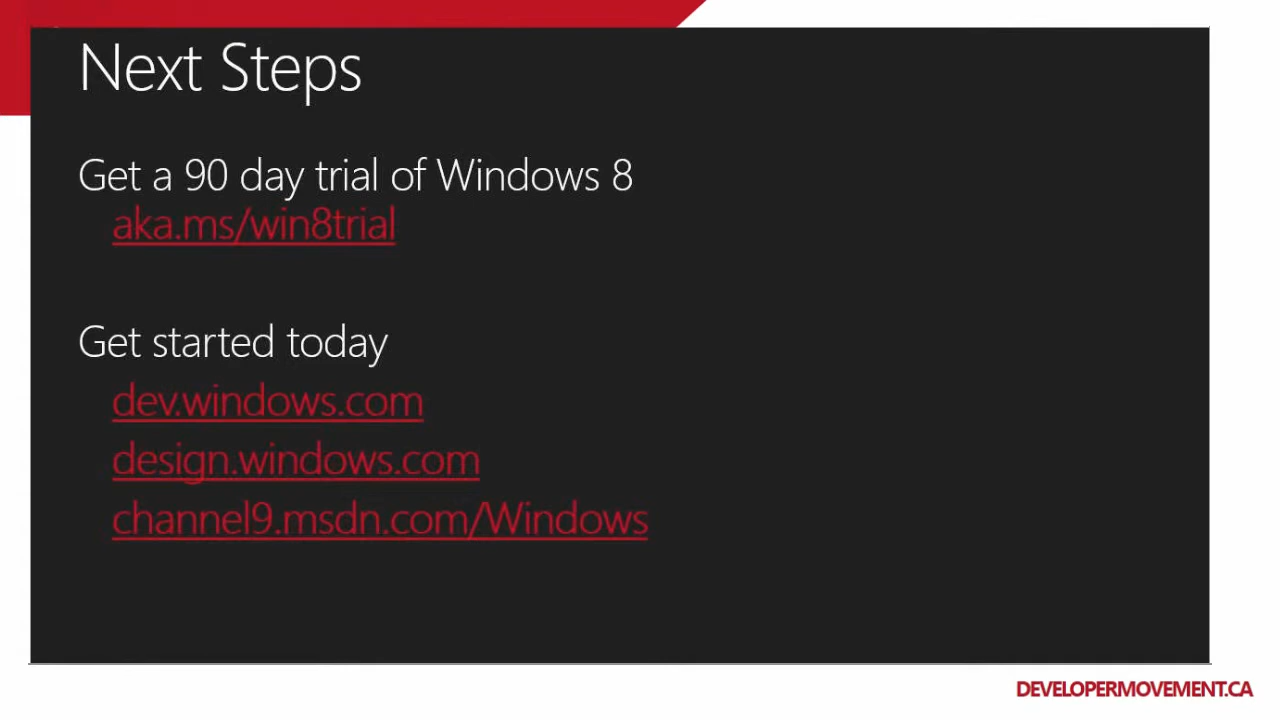 Next Steps
Get a 90 day trial of Windows 8
aka.ms/win8trial
Get started today
dev.windows.com
design.windows.com
channel9.msdn.com/Windows
DEVELOPERMOVEMENT.CA